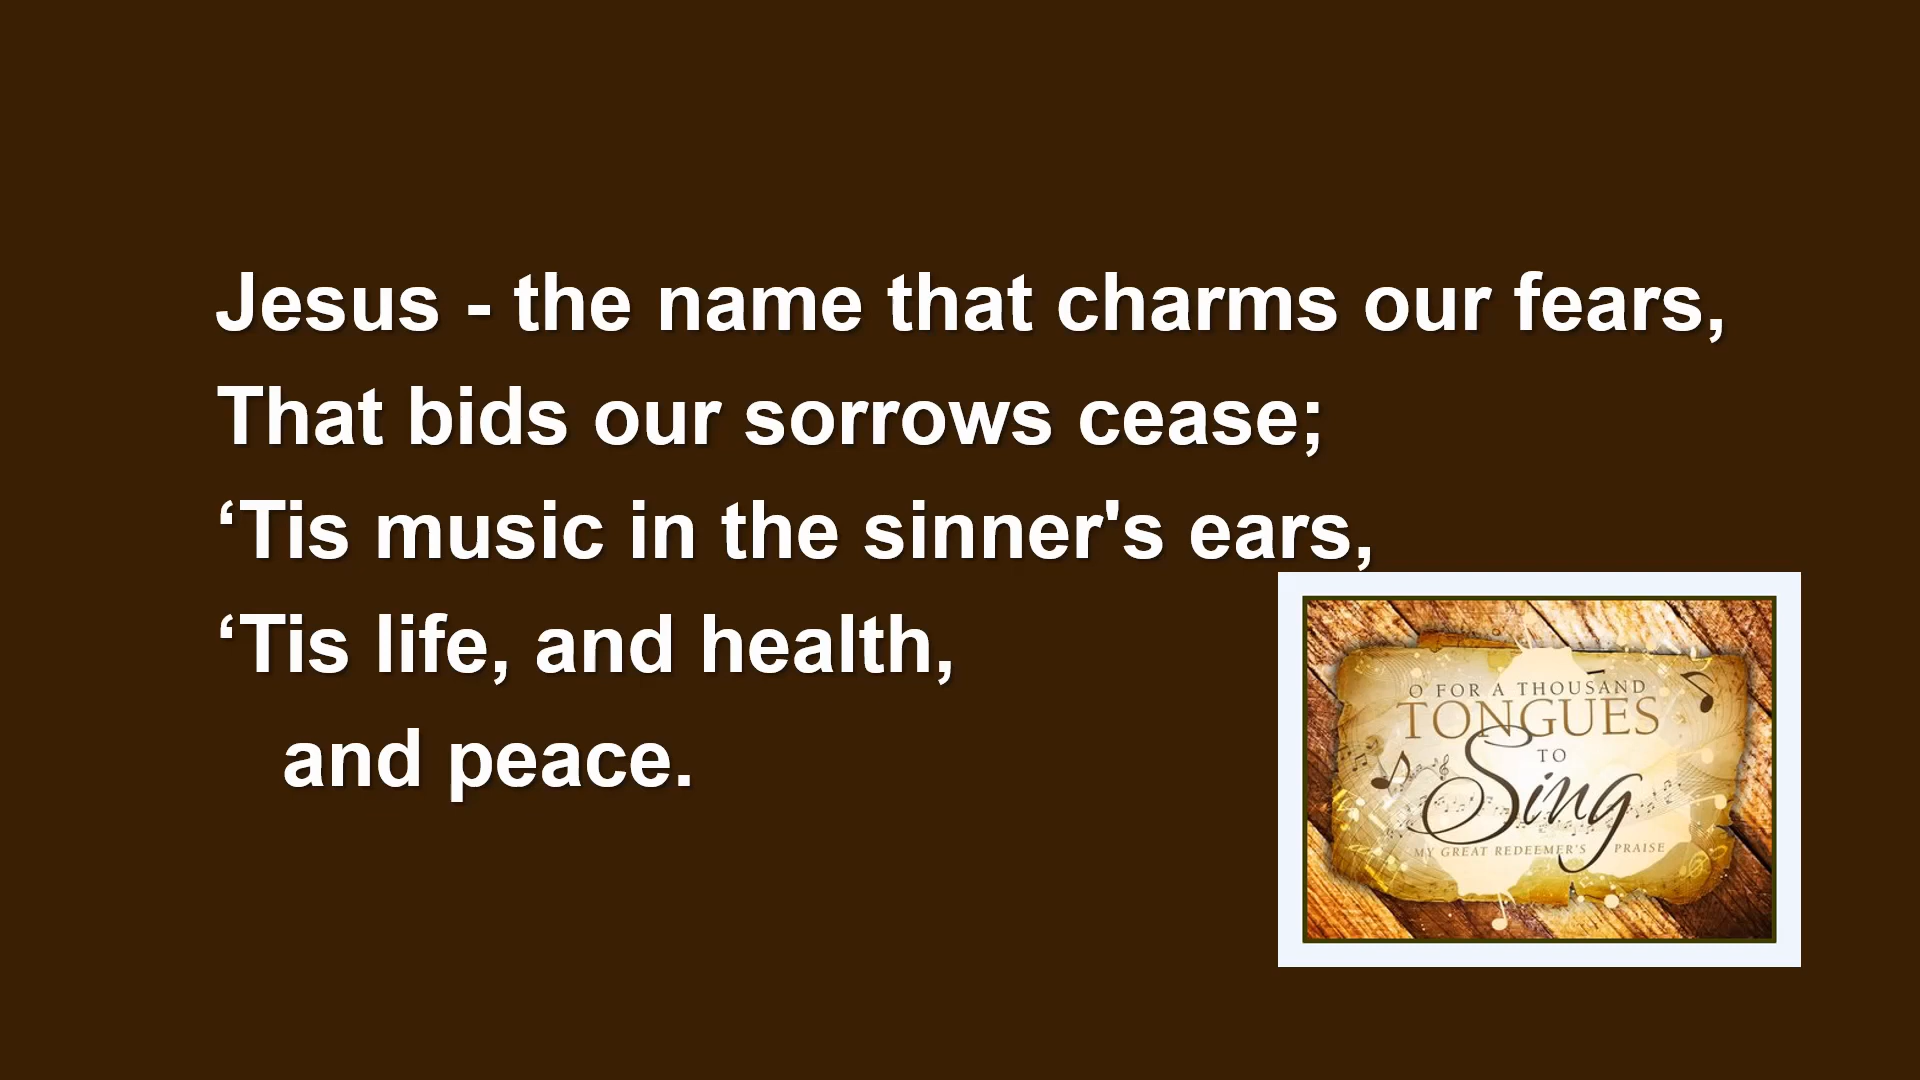 Jesus - the name that charms our fears,
That bids our sorrows cease;
‘Tis music in the sinner's ears,
‘Tis life, and health,
and peace.
O FOR A THOUSAND
TONGUES
TO
Sing
MY GREAT REDEEMER'S PRAISE